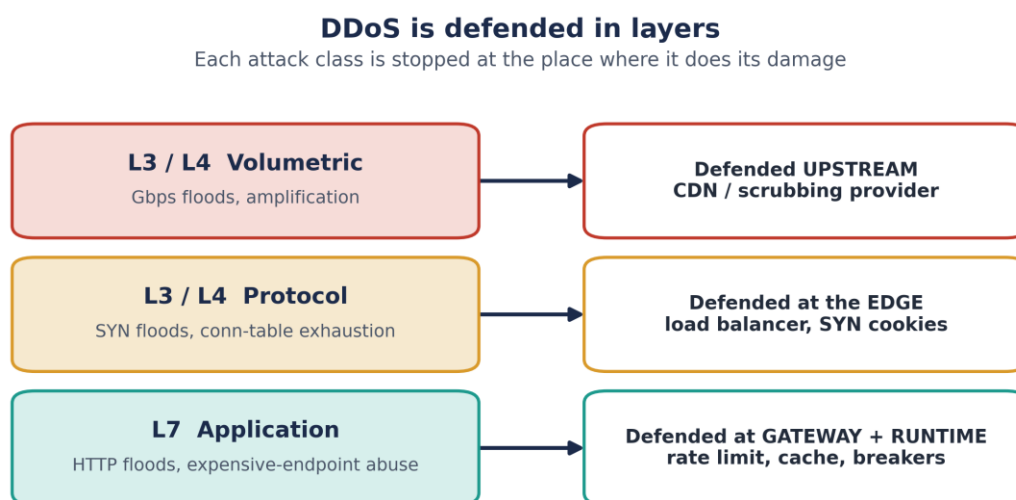 DDoS is defended in layers
Each attack class is stopped at the place where it does its damage
L3 / L4  Volumetric
Gbps floods, amplification
Defended UPSTREAM
CDN / scrubbing provider
L3 / L4  Protocol
SYN floods, conn-table exhaustion
Defended at the EDGE
load balancer, SYN cookies
L7  Application
HTTP floods, expensive-endpoint abuse
Defended at GATEWAY + RUNTIME
rate limit, cache, breakers